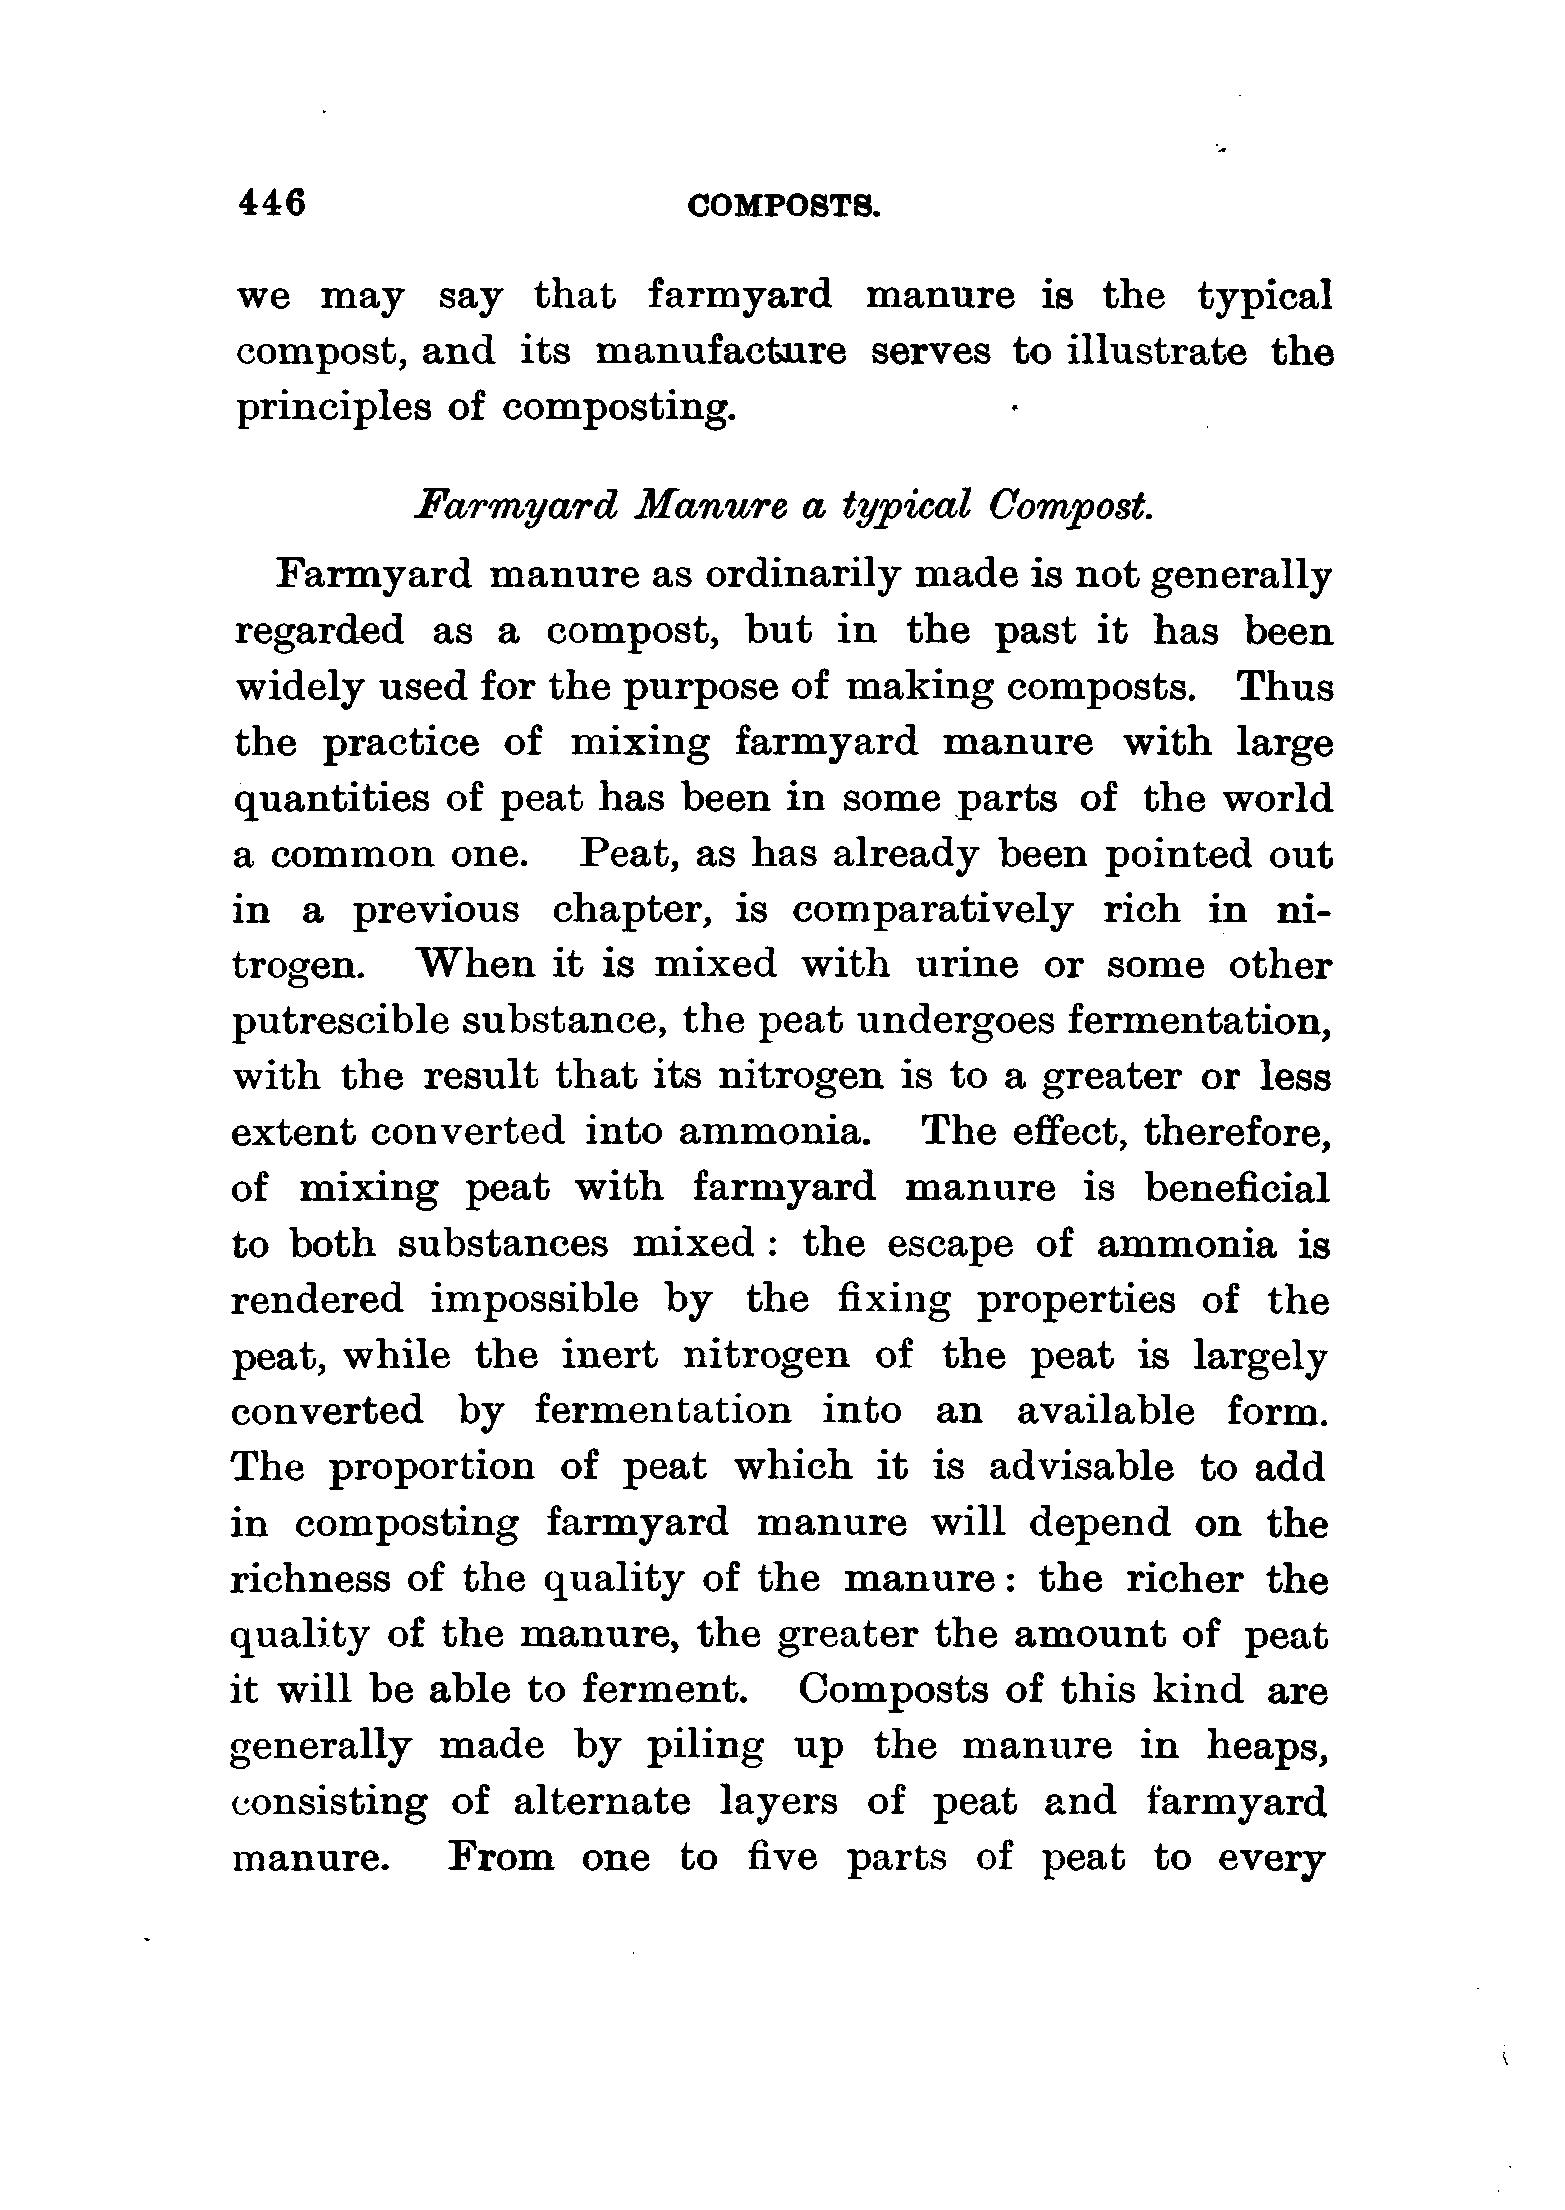 446 COMPOSTS.
we may say that farmyard manure is the typical
compost, and its manufacture serves to illustrate the
principles of composting.
Farmyard Manure a typical Compost.
Farmyard manure as ordinarily made is not generally
regarded as a compost, but in the past it has been
widely used for the purpose of making composts. Thus
the practice of mixing farmyard manure with large
quantities of peat has been in some parts of the world
a common one. Peat, as has already been pointed out
in a previous chapter, is comparatively rich in ni-
trogen. When it is mixed with urine or some other
putrescible substance, the peat undergoes fermentation,
with the result that its nitrogen is to a greater or less
extent converted into ammonia. The effect, therefore,
of mixing peat with farmyard manure is beneficial
to both substances mixed : the escape of ammonia is
rendered impossible by the fixing properties of the
peat, while the inert nitrogen of the peat is largely
converted by fermentation into an available form.
The proportion of peat which it is advisable to add
in composting farmyard manure will depend on the
richness of the quality of the manure : the richer the
quality of the manure, the greater the amount of peat
it will be able to ferment. Composts of this kind are
generally made by piling up the manure in heaps,
consisting of alternate layers of peat and farmyard
manure. From one to five parts of peat to every